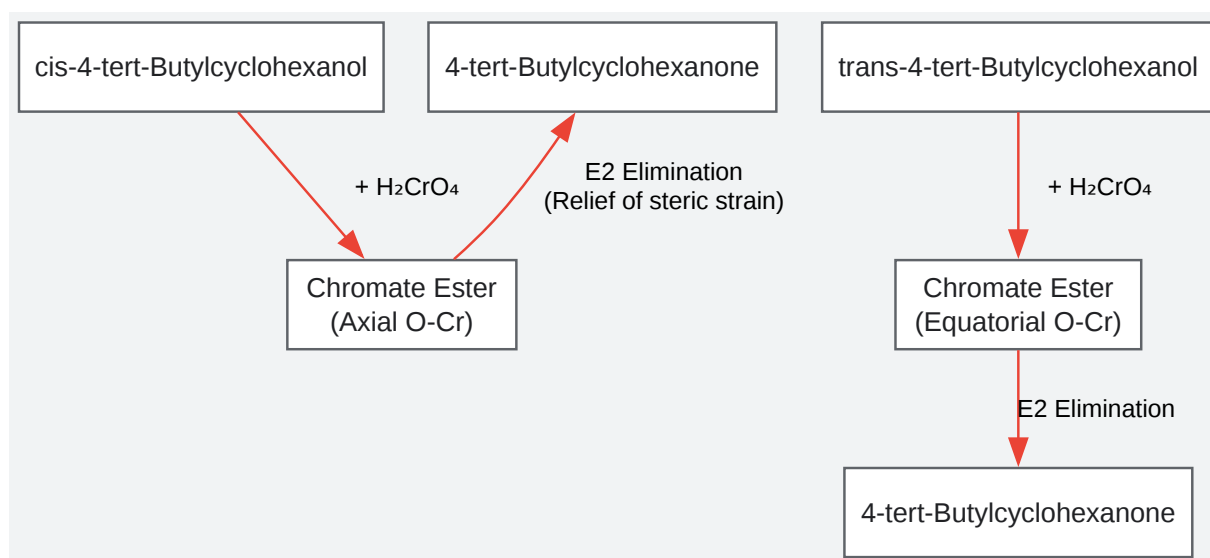 cis-4-tert-Butylcyclohexanol
4-tert-Butylcyclohexanone
trans-4-tert-Butylcyclohexanol
+ H₂CrO₄
E2 Elimination
(Relief of steric strain)
+ H₂CrO₄
Chromate Ester
(Axial O-Cr)
Chromate Ester
(Equatorial O-Cr)
E2 Elimination
4-tert-Butylcyclohexanone